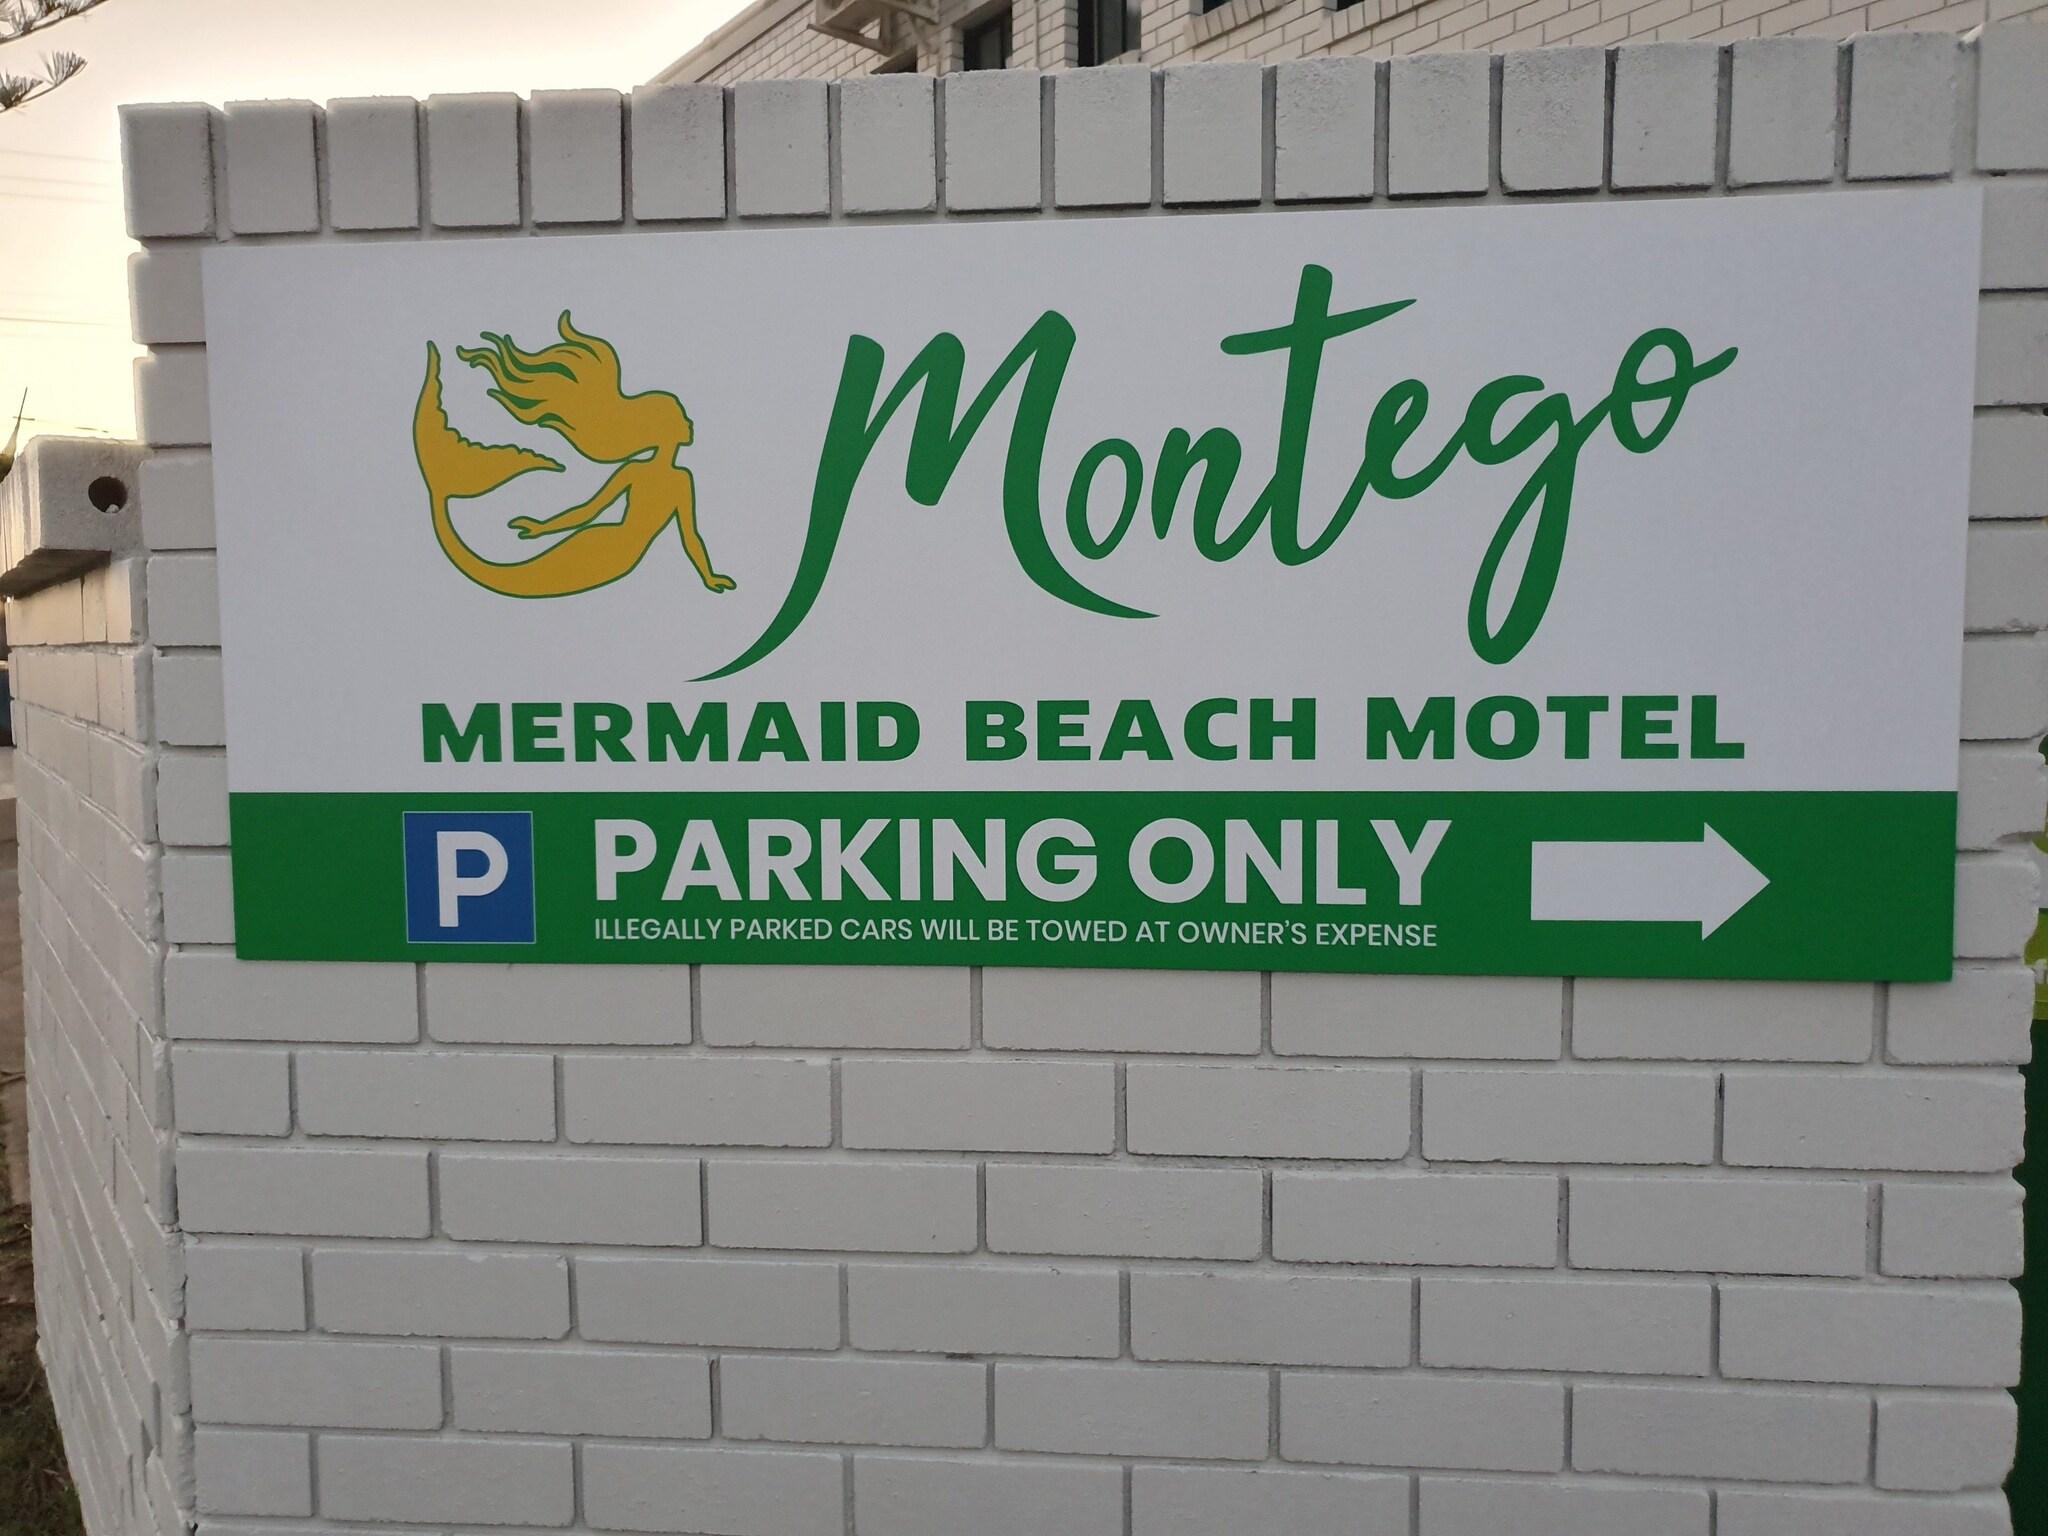 Montego
MERMAID BEACH MOTEL
P PARKING ONLY
ILLEGALLY PARKED CARS WILL BE TOWED AT OWNER'S EXPENSE